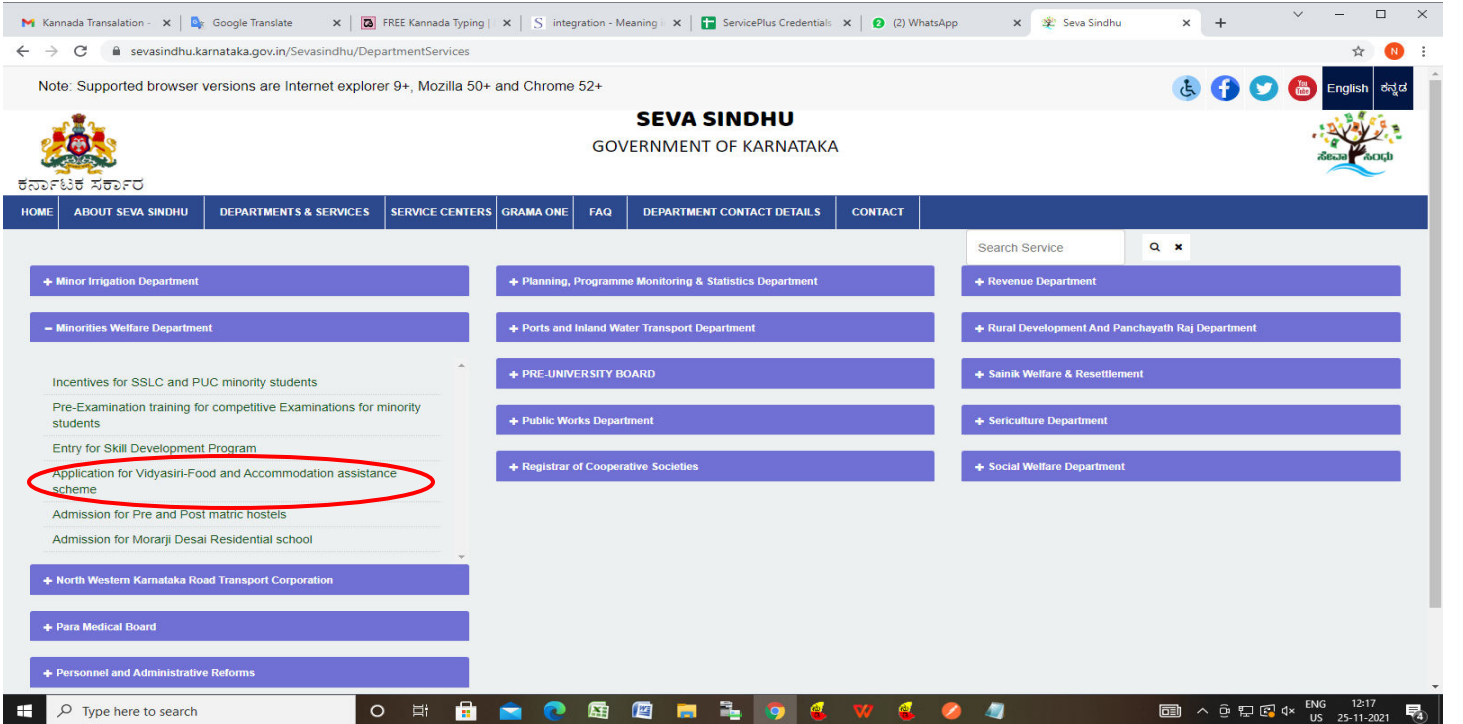 Kannada Transalation -
Google Translate
FREE Kannada Typing |
integration - Meaning i
ServicePlus Credentials
(2) WhatsApp
Seva Sindhu
sevasindhu.karnataka.gov.in/Sevasindhu/DepartmentServices
N
Note: Supported browser versions are Internet explorer 9+, Mozilla 50+ and Chrome 52+
You Tube
English ಕನ್ನಡ
SEVA SINDHU
GOVERNMENT OF KARNATAKA
ಕರ್ನಾಟಕ ಸರ್ಕಾರ
ಸೇವಾ ಸಿಂಧು
HOME ABOUT SEVA SINDHU DEPARTMENTS & SERVICES SERVICE CENTERS GRAMA ONE FAQ DEPARTMENT CONTACT DETAILS CONTACT
Search Service
+ Minor Irrigation Department
− Minorities Welfare Department
Incentives for SSLC and PUC minority students
Pre-Examination training for competitive Examinations for minority
students
Entry for Skill Development Program
Application for Vidyasiri-Food and Accommodation assistance
scheme
Admission for Pre and Post matric hostels
Admission for Morarji Desai Residential school
+ North Western Karnataka Road Transport Corporation
+ Para Medical Board
+ Personnel and Administrative Reforms
+ Planning, Programme Monitoring & Statistics Department
+ Ports and Inland Water Transport Department
+ PRE-UNIVERSITY BOARD
+ Public Works Department
+ Registrar of Cooperative Societies
+ Revenue Department
+ Rural Development And Panchayath Raj Department
+ Sainik Welfare & Resettlement
+ Sericulture Department
+ Social Welfare Department
Type here to search
ENG
US
12:17
25-11-2021
4